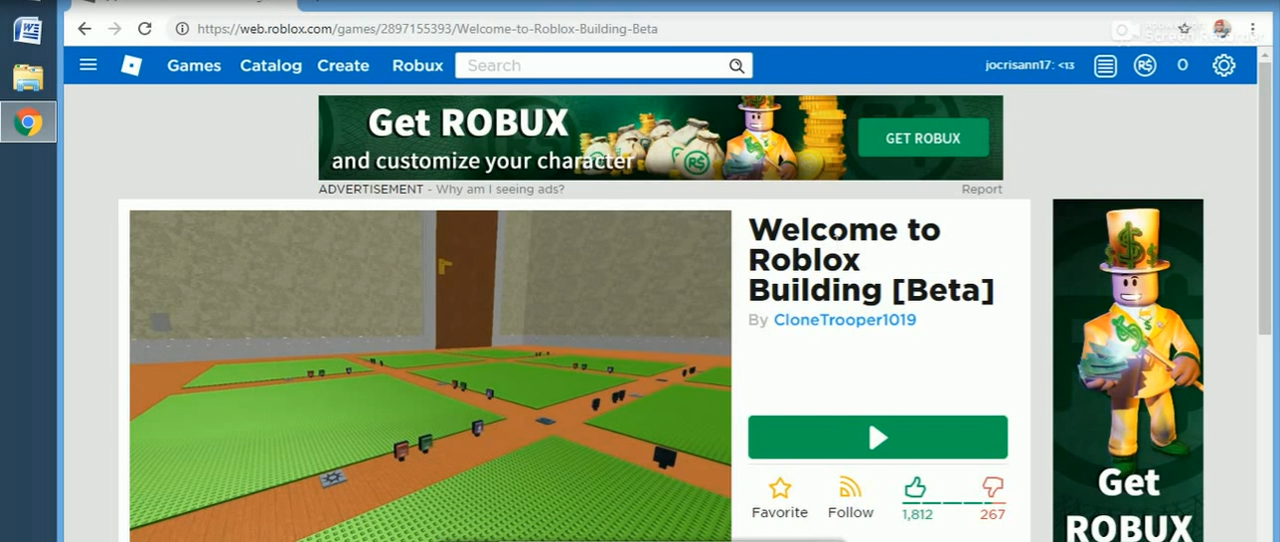 https://web.roblox.com/games/2897155393/Welcome-to-Roblox-Building-Beta
Games Catalog Create Robux Search jocrisann17: <13 R$ 0
Get ROBUX
and customize your character
GET ROBUX
ADVERTISEMENT - Why am I seeing ads? Report
Welcome to
Roblox
Building [Beta]
By CloneTrooper1019
Favorite Follow 1,812 267
Get
ROBUX